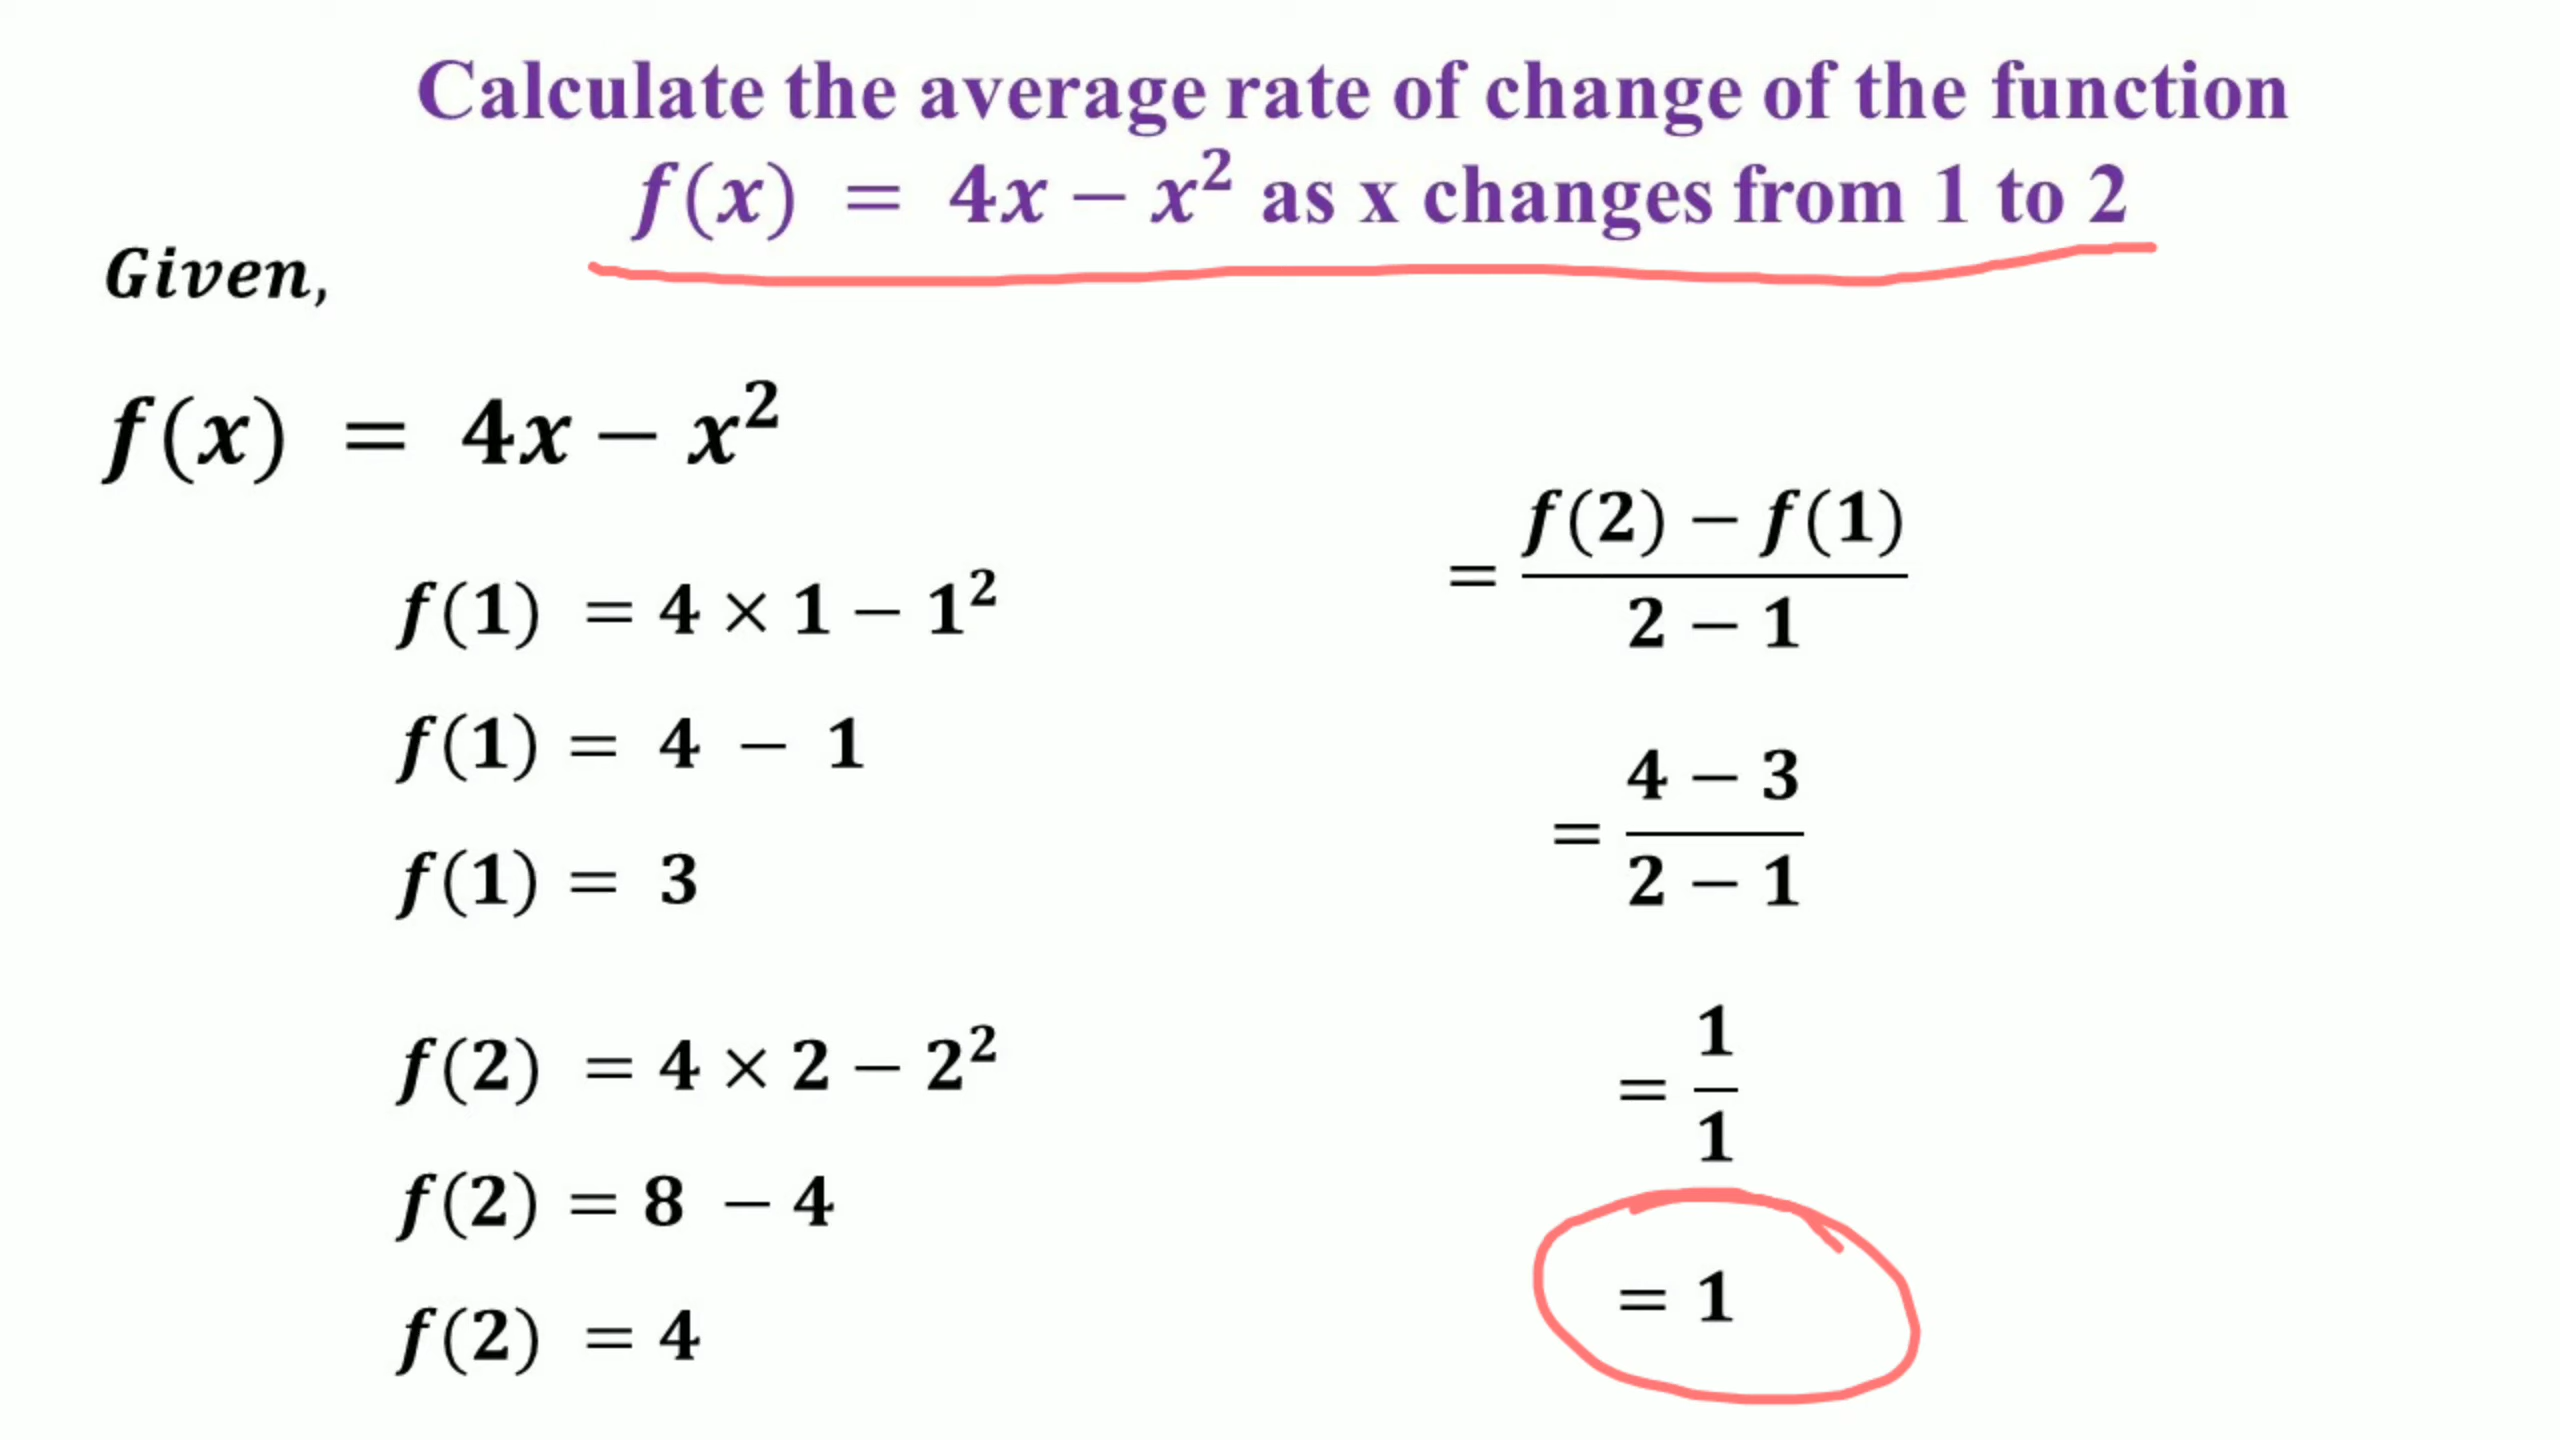 Calculate the average rate of change of the function
f(x) = 4x − x² as x changes from 1 to 2
Given,
f(x) = 4x − x²
f(1) = 4 × 1 − 1²
f(1) = 4 − 1
f(1) = 3
f(2) = 4 × 2 − 2²
f(2) = 8 − 4
f(2) = 4
= f(2) − f(1) / 2 − 1
= 4 − 3 / 2 − 1
= 1 / 1
= 1